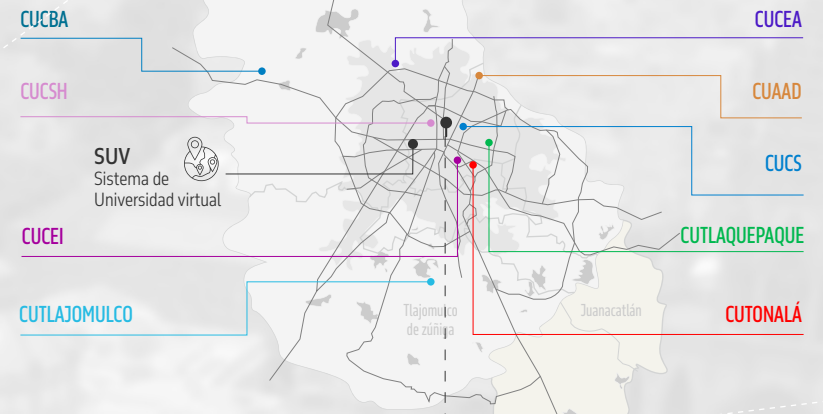 CUCBA
CUCEA
CUCSH
CUAAD
SUV
Sistema de
Universidad virtual
CUCS
CUCEI
CUTLAQUEPAQUE
CUTLAJOMULCO
Tlajomulco
de zúñiga
Juanacatlán
CUTONALÁ